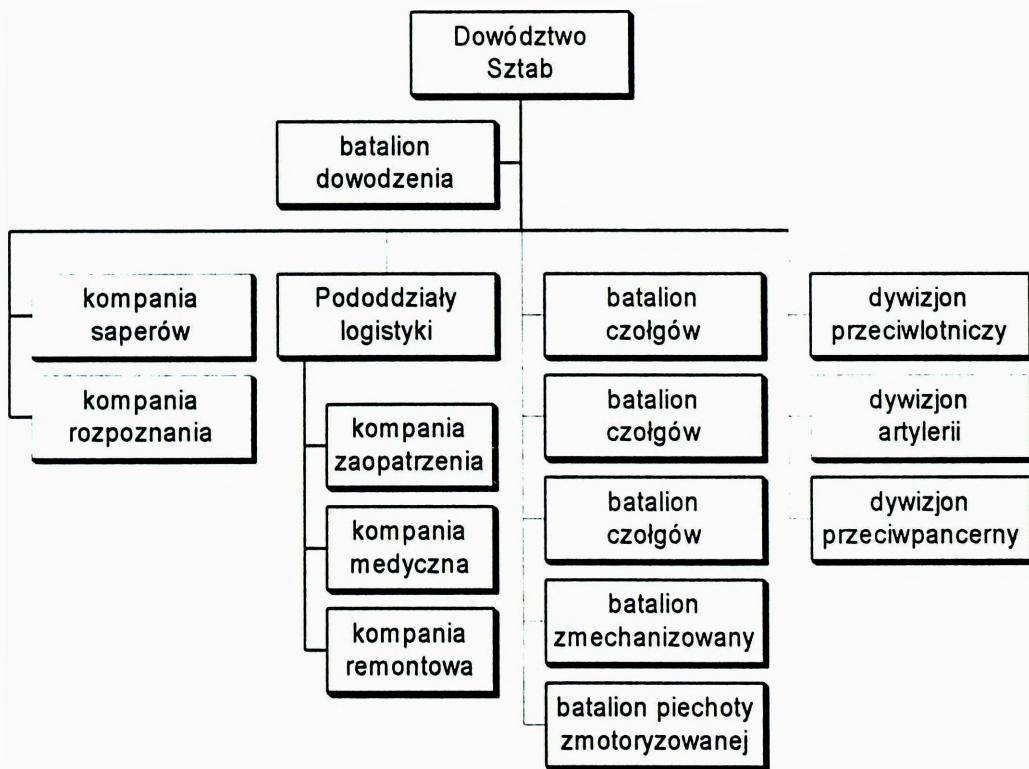 Dowództwo
Sztab
batalion
dowodzenia
kompania
saperów
kompania
rozpoznania
Pododdziały
logistyki
kompania
zaopatrzenia
kompania
medyczna
kompania
remontowa
batalion
czołgów
batalion
czołgów
batalion
czołgów
batalion
zmechanizowany
batalion piechoty
zmotoryzowanej
dywizjon
przeciwlotniczy
dywizjon
artylerii
dywizjon
przeciwpancerny